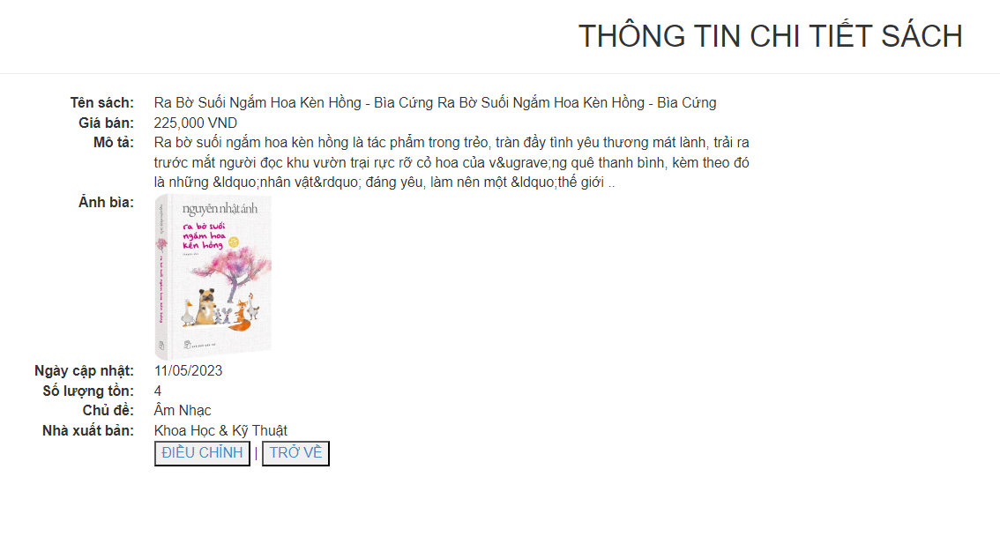 THÔNG TIN CHI TIẾT SÁCH
Tên sách: Ra Bờ Suối Ngắm Hoa Kèn Hồng - Bìa Cứng Ra Bờ Suối Ngắm Hoa Kèn Hồng - Bìa Cứng
Giá bán: 225,000 VND
Mô tả: Ra bờ suối ngắm hoa kèn hồng là tác phẩm trong trẻo, tràn đầy tình yêu thương mát lành, trải ra
trước mắt người đọc khu vườn trại rực rỡ cỏ hoa của v&ugrave;ng quê thanh bình, kèm theo đó
là những &ldquo;nhân vật&rdquo; đáng yêu, làm nên một &ldquo;thế giới ..
Ảnh bìa:
nguyễn nhật ánh
ra bờ suối
ngắm hoa
kèn hồng
Ngày cập nhật: 11/05/2023
Số lượng tồn: 4
Chủ đề: Âm Nhạc
Nhà xuất bản: Khoa Học & Kỹ Thuật
ĐIỀU CHỈNH | TRỞ VỀ